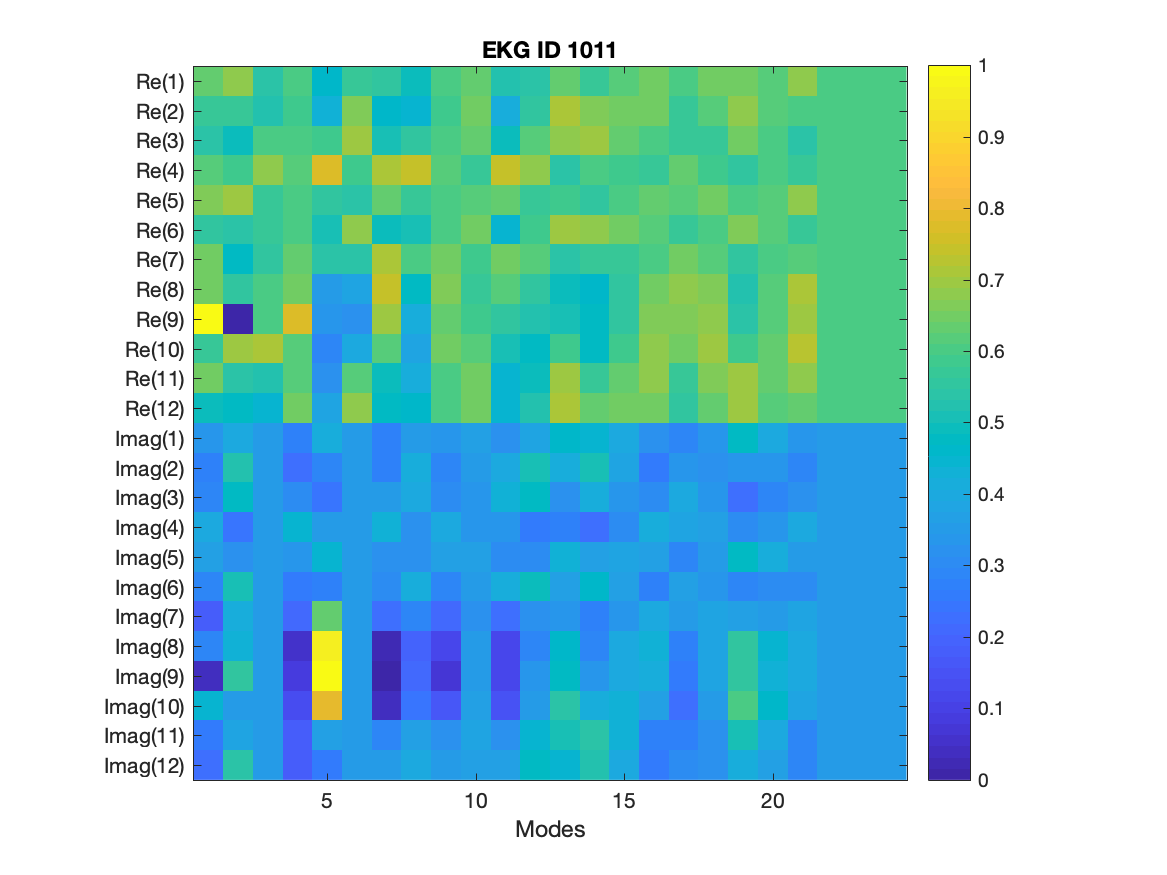 EKG ID 1011
Re(1)
Re(2)
Re(3)
Re(4)
Re(5)
Re(6)
Re(7)
Re(8)
Re(9)
Re(10)
Re(11)
Re(12)
Imag(1)
Imag(2)
Imag(3)
Imag(4)
Imag(5)
Imag(6)
Imag(7)
Imag(8)
Imag(9)
Imag(10)
Imag(11)
Imag(12)
5 10 15 20
Modes
1
0.9
0.8
0.7
0.6
0.5
0.4
0.3
0.2
0.1
0